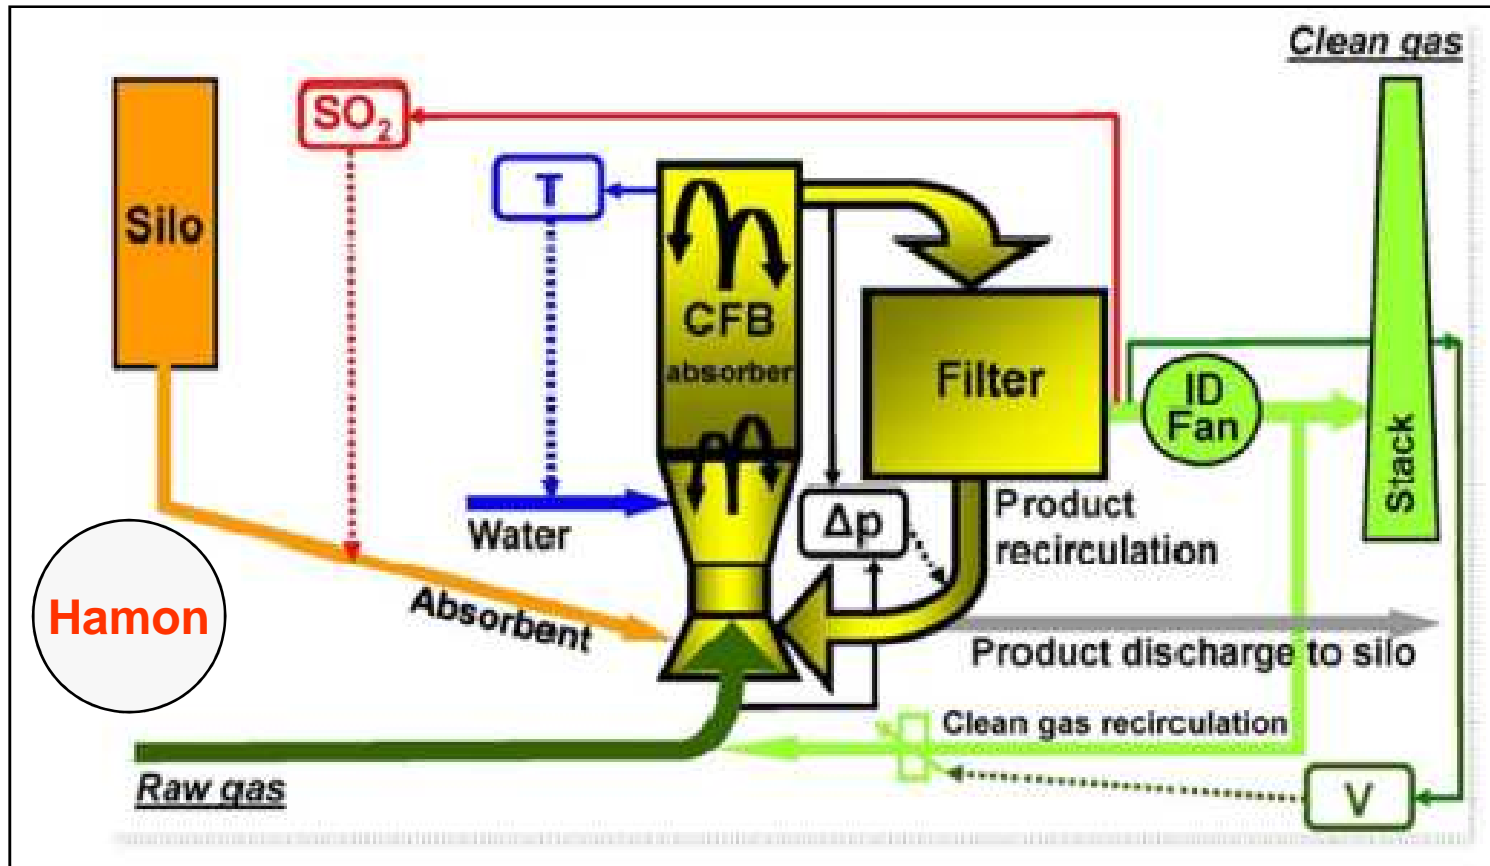 Clean gas
SO₂
T
Silo
CFB
absorber
Filter
ID
Fan
Stack
Water
Δp
Product
recirculation
Hamon
Absorbent
Product discharge to silo
Clean gas recirculation
Raw gas
V